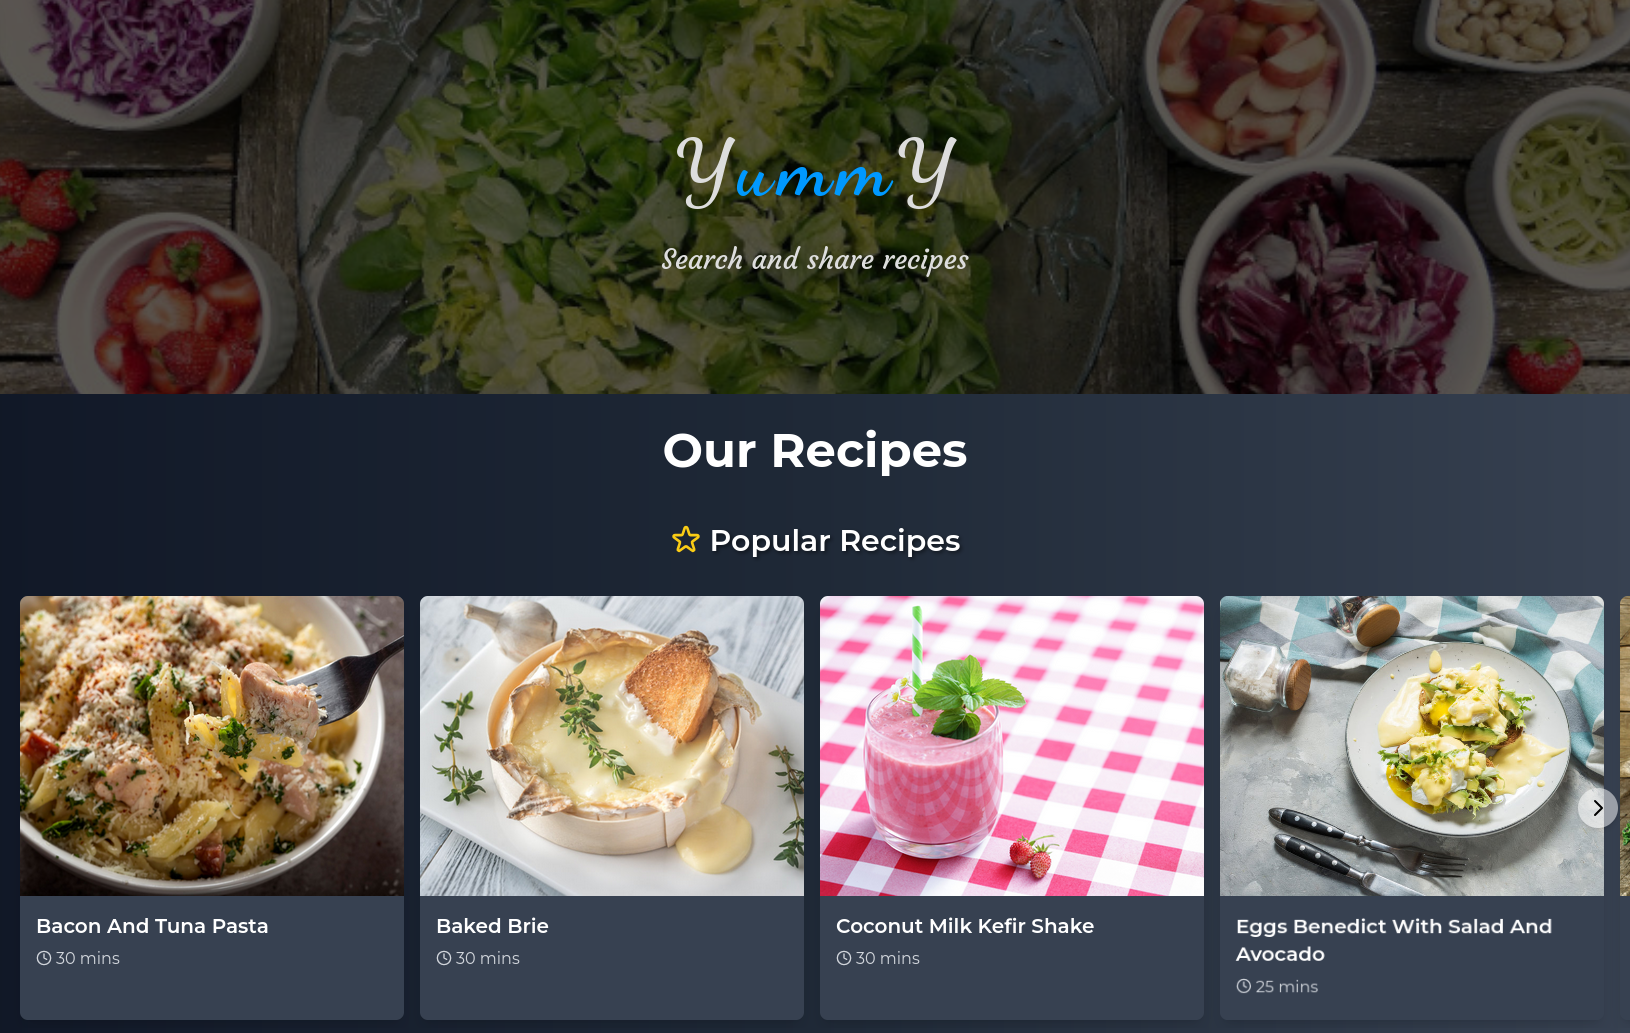 YummY
Search and share recipes
Our Recipes
Popular Recipes
Bacon And Tuna Pasta
30 mins
Baked Brie
30 mins
Coconut Milk Kefir Shake
30 mins
Eggs Benedict With Salad And
Avocado
25 mins